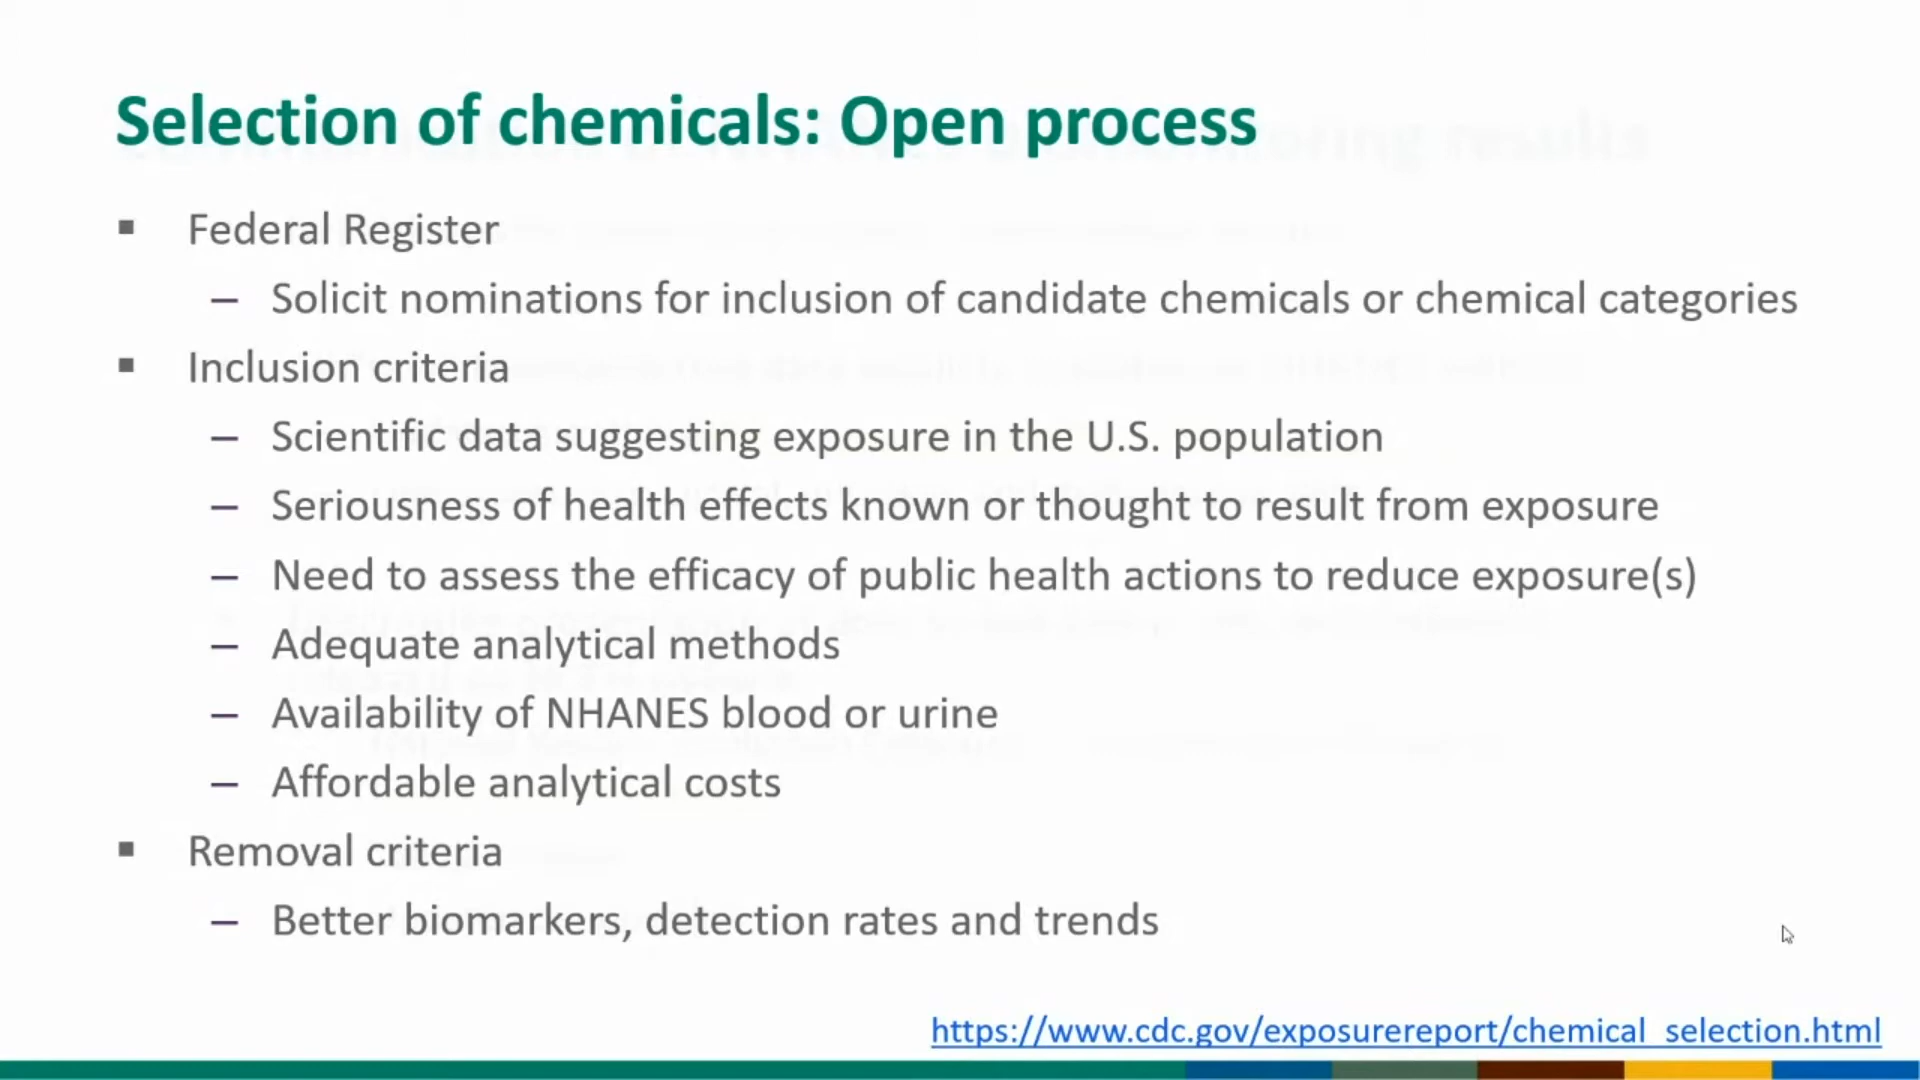 Selection of chemicals: Open process
▪ Federal Register
– Solicit nominations for inclusion of candidate chemicals or chemical categories
▪ Inclusion criteria
– Scientific data suggesting exposure in the U.S. population
– Seriousness of health effects known or thought to result from exposure
– Need to assess the efficacy of public health actions to reduce exposure(s)
– Adequate analytical methods
– Availability of NHANES blood or urine
– Affordable analytical costs
▪ Removal criteria
– Better biomarkers, detection rates and trends
https://www.cdc.gov/exposurereport/chemical_selection.html